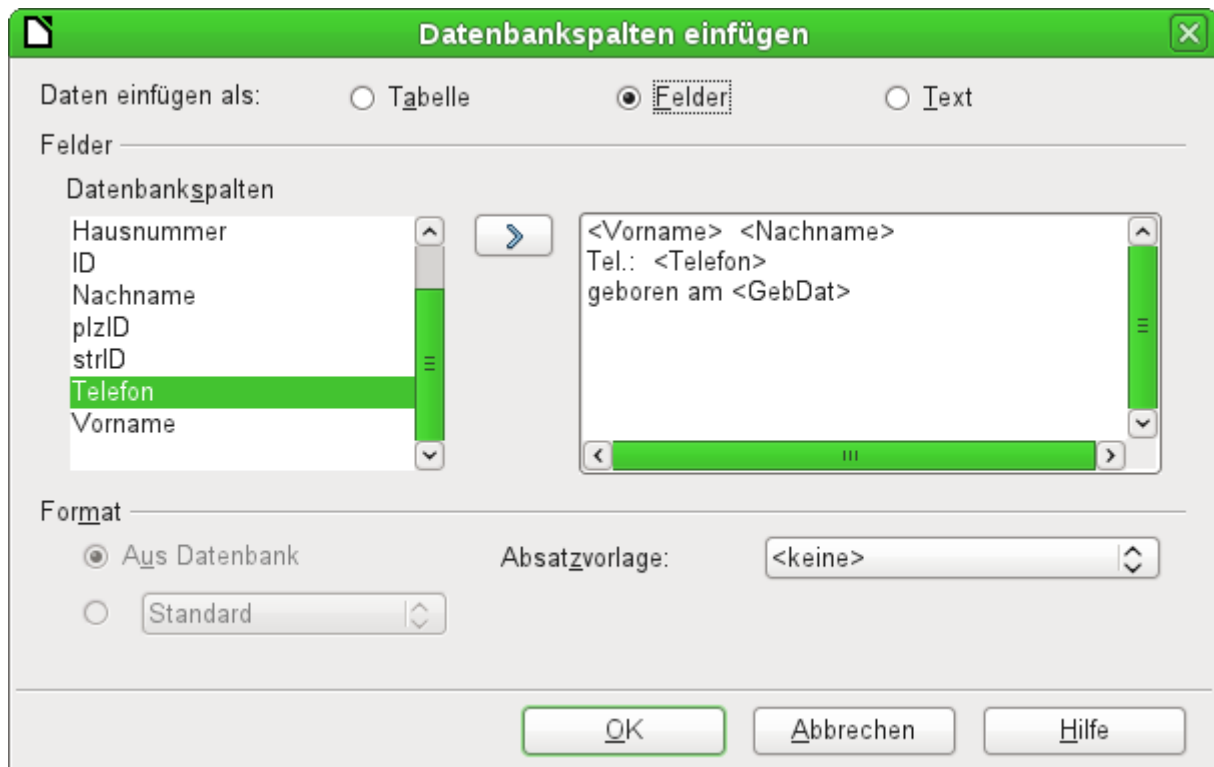 Datenbankspalten einfügen
Daten einfügen als: Tabelle Felder Text
Felder
Datenbankspalten
Hausnummer
ID
Nachname
plzID
strID
Telefon
Vorname
<Vorname>  <Nachname>
Tel.:  <Telefon>
geboren am <GebDat>
Format
Aus Datenbank Absatzvorlage: <keine>
Standard
OK Abbrechen Hilfe